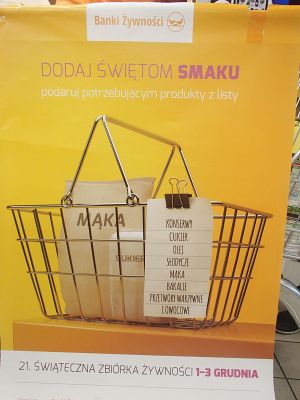 Banki Żywności
DODAJ ŚWIĘTOM SMAKU
podaruj potrzebującym produkty z listy
MĄKA
CUKIER
KONSERWY
CUKIER
OLEJ
SŁODYCZE
MĄKA
BAKALIE
PRZETWORY WARZYWNE
I OWOCOWE
21. ŚWIĄTECZNA ZBIÓRKA ŻYWNOŚCI 1–3 GRUDNIA